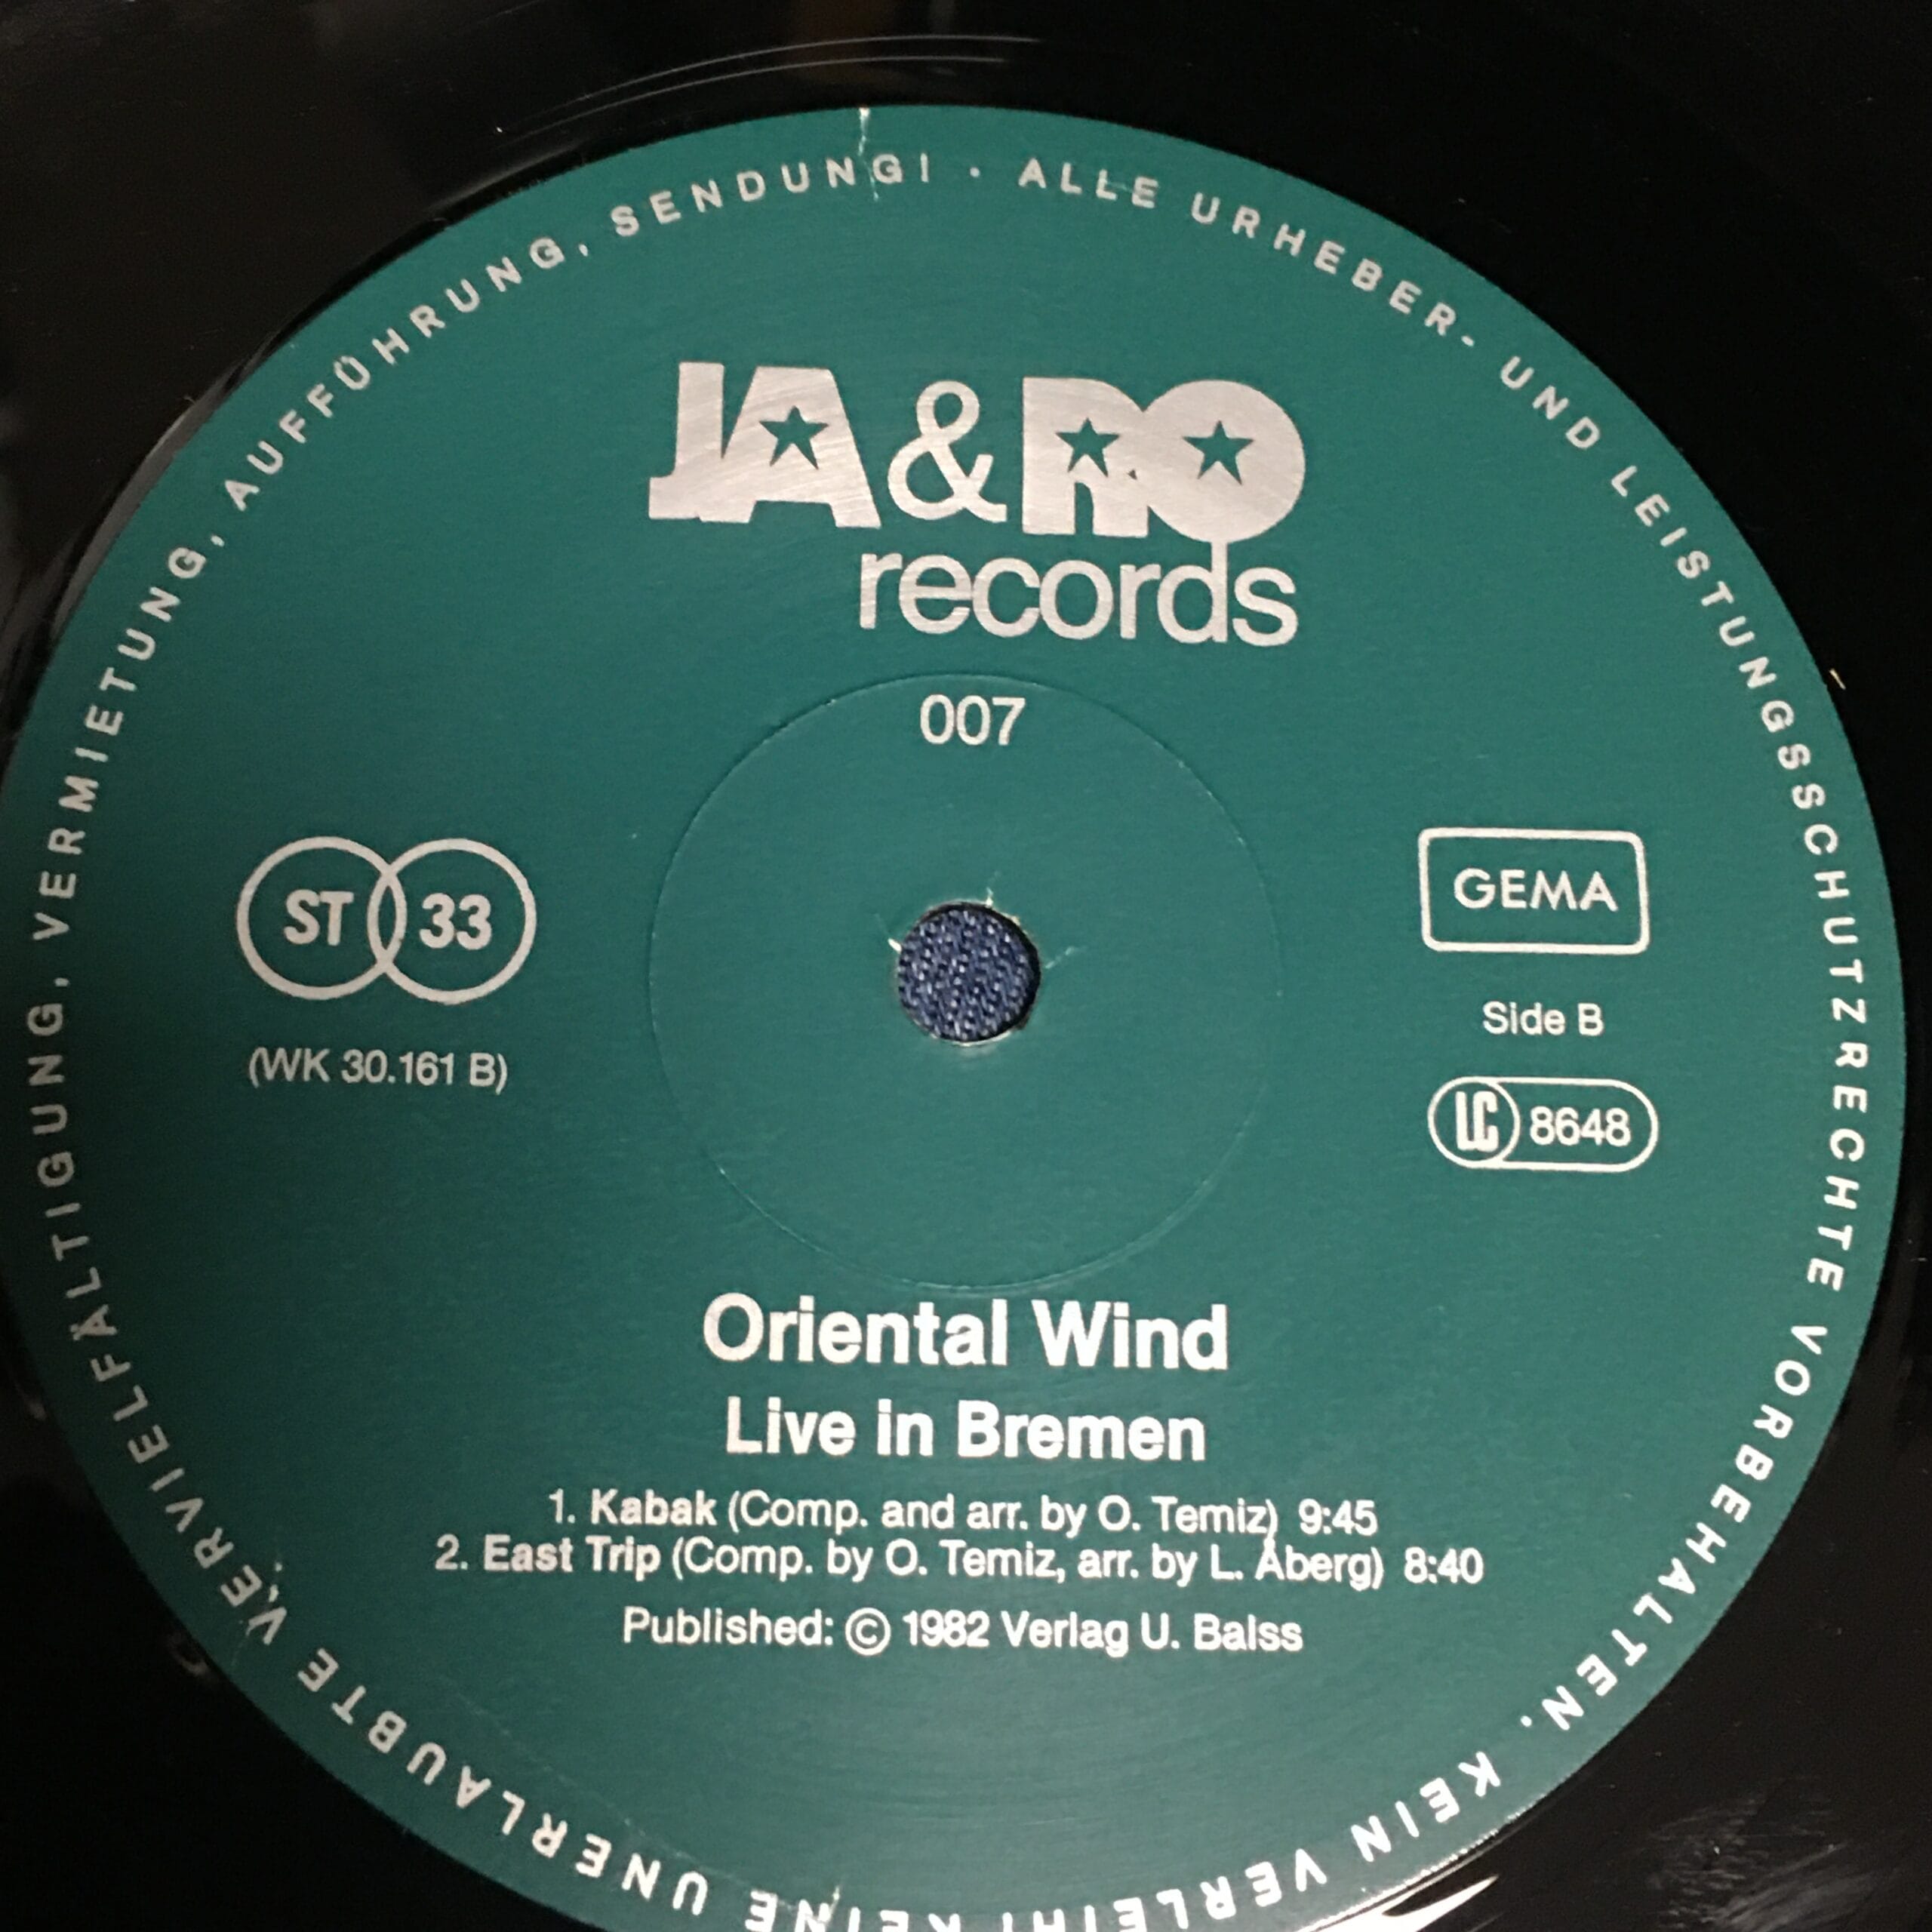 ALLE URHEBER- UND LEISTUNGSSCHUTZRECHTE VORBEHALTEN. KEIN VERLEIH! KEINE UNERLAUBTE VERVIELFÄLTIGUNG, VERMIETUNG, AUFFÜHRUNG, SENDUNG! ·
JA&RO
records
007
ST 33
(WK 30.161 B)
GEMA
Side B
LC 8648
Oriental Wind
Live in Bremen
1. Kabak (Comp. and arr. by O. Temiz) 9:45
2. East Trip (Comp. by O. Temiz, arr. by L. Åberg) 8:40
Published: © 1982 Verlag U. Balss